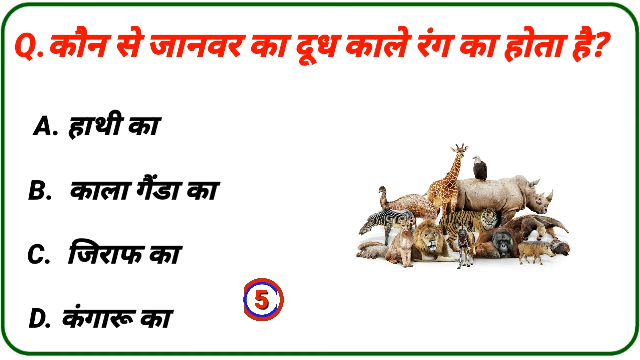 Q. कौन से जानवर का दूध काले रंग का होता है?
A. हाथी का
B. काला गैंडा का
C. जिराफ का
D. कंगारू का
5